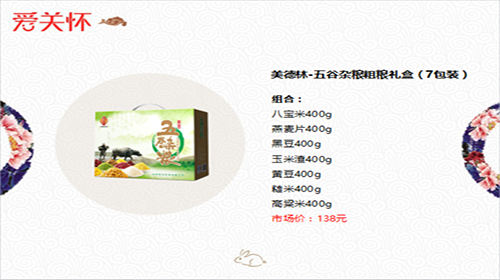 爱关怀
美德林-五谷杂粮粗粮礼盒（7包装）
组合：
八宝米400g
燕麦片400g
黑豆400g
玉米渣400g
黄豆400g
糙米400g
高粱米400g
市场价：138元